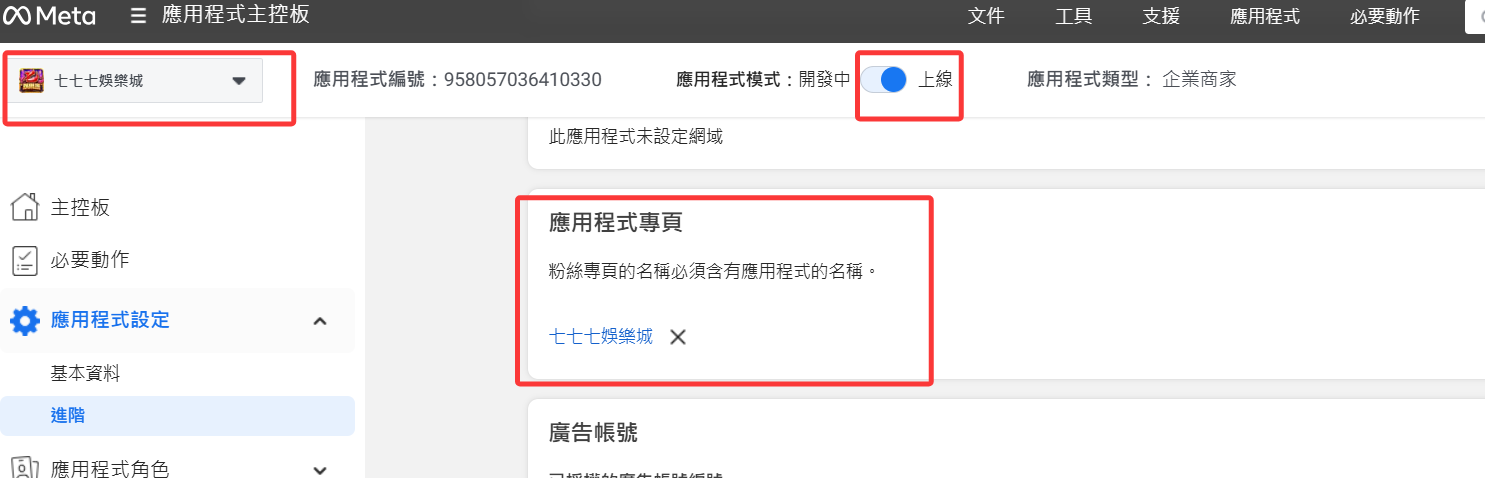 Meta
應用程式主控板
文件
工具
支援
應用程式
必要動作
七七七娛樂城
應用程式編號：958057036410330
應用程式模式：開發中
上線
應用程式類型： 企業商家
此應用程式未設定網域
主控板
必要動作
應用程式設定
基本資料
進階
應用程式角色
應用程式專頁
粉絲專頁的名稱必須含有應用程式的名稱。
七七七娛樂城
廣告帳號